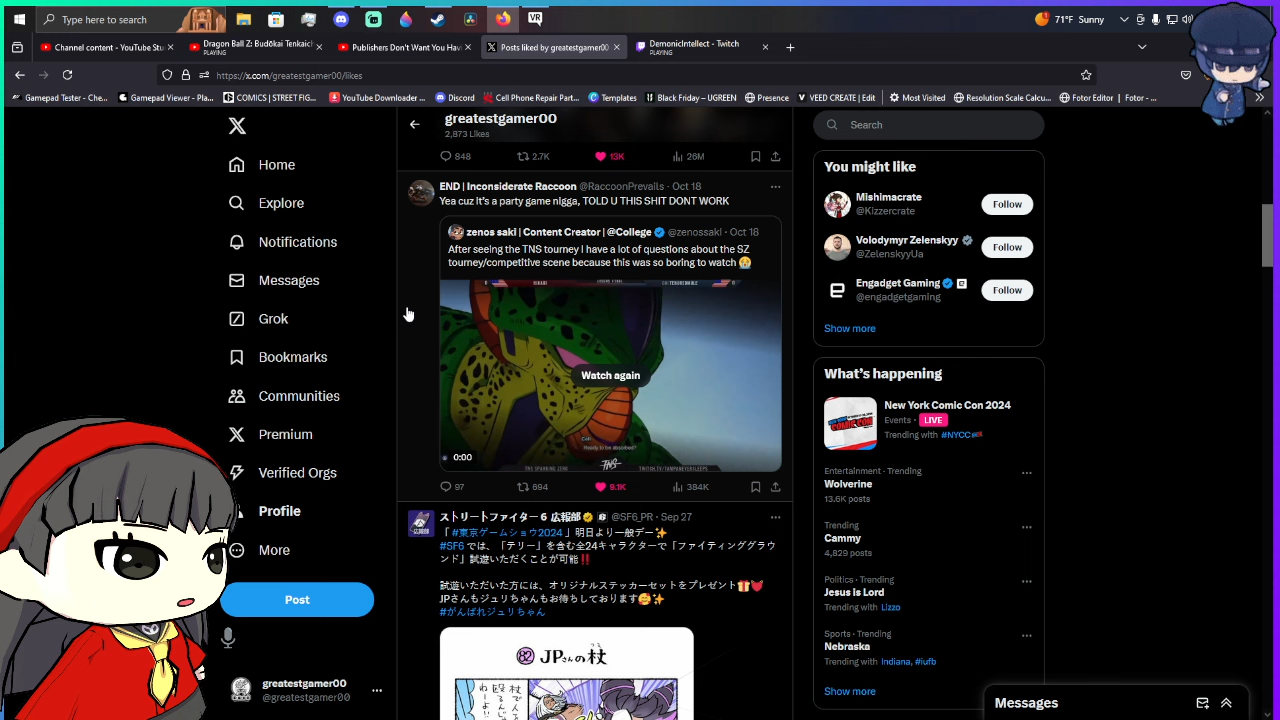 Type here to search
71°F Sunny
Channel content - YouTube Stu
Dragon Ball Z: Budōkai Tenkaich
PLAYING
Publishers Don't Want You Havi
Posts liked by greatestgamer00
DemonicIntellect - Twitch
PLAYING
https://x.com/greatestgamer00/likes
Gamepad Tester - Che...
Gamepad Viewer - Pla...
COMICS | STREET FIG...
YouTube Downloader ...
Discord
Cell Phone Repair Part...
Templates
Black Friday – UGREEN
Presence
VEED CREATE | Edit
Most Visited
Resolution Scale Calcu...
Fotor Editor | Fotor - ...
Home
Explore
Notifications
Messages
Grok
Bookmarks
Communities
Premium
Verified Orgs
Profile
More
Post
greatestgamer00
@greatestgamer00
greatestgamer00
2,873 Likes
848
2.7K
13K
26M
END | Inconsiderate Raccoon @RaccoonPrevails · Oct 18
Yea cuz it's a party game nigga, TOLD U THIS SHIT DONT WORK
zenos saki | Content Creator | @College @zenossaki · Oct 18
After seeing the TNS tourney I have a lot of questions about the SZ
tourney/competitive scene because this was so boring to watch 😭
Watch again
Cell
Ready to be absorbed?
0:00
TNS SPARKING ZERO
TNS
TWITCH.TV/TAMPANEVERSLEEPS
97
694
9.1K
384K
ストリートファイター６ 広報部 @SF6_PR · Sep 27
「 #東京ゲームショウ2024 」明日より一般デー✨
#SF6 では、「テリー」を含む全24キャラクターで「ファイティンググラウ
ンド」試遊いただくことが可能‼️
試遊いただいた方には、オリジナルステッカーセットをプレゼント🎁💓
JPさんもジュリちゃんもお待ちしております🥰✨
#がんばれジュリちゃん
82 JPさんの杖
Search
You might like
Mishimacrate
@Kizzercrate
Follow
Volodymyr Zelenskyy
@ZelenskyyUa
Follow
Engadget Gaming
@engadgetgaming
Follow
Show more
What's happening
New York Comic Con 2024
Events · LIVE
Trending with #NYCC
Entertainment · Trending
Wolverine
13.6K posts
Trending
Cammy
4,829 posts
Politics · Trending
Jesus is Lord
Trending with Lizzo
Sports · Trending
Nebraska
Trending with Indiana, #iufb
Show more
Messages